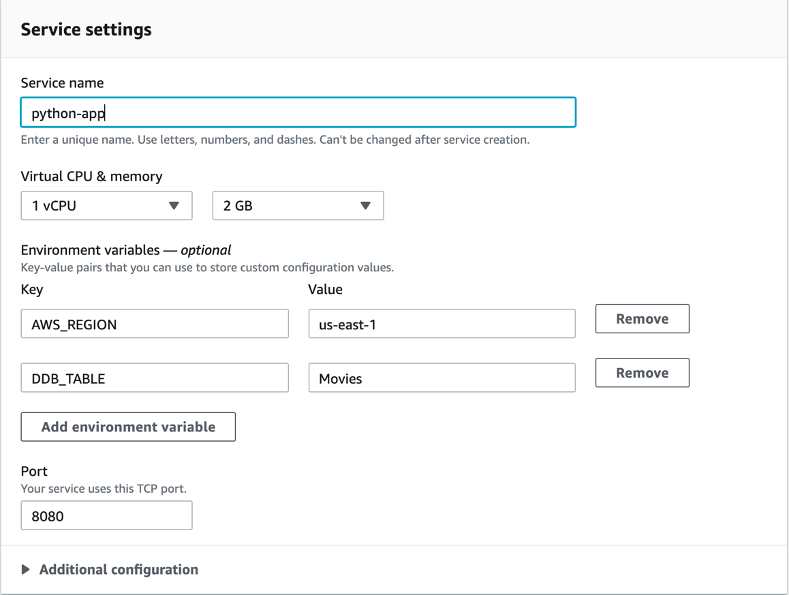 Service settings
Service name
python-app
Enter a unique name. Use letters, numbers, and dashes. Can't be changed after service creation.
Virtual CPU & memory
1 vCPU 2 GB
Environment variables — optional
Key-value pairs that you can use to store custom configuration values.
Key Value
AWS_REGION us-east-1 Remove
DDB_TABLE Movies Remove
Add environment variable
Port
Your service uses this TCP port.
8080
Additional configuration